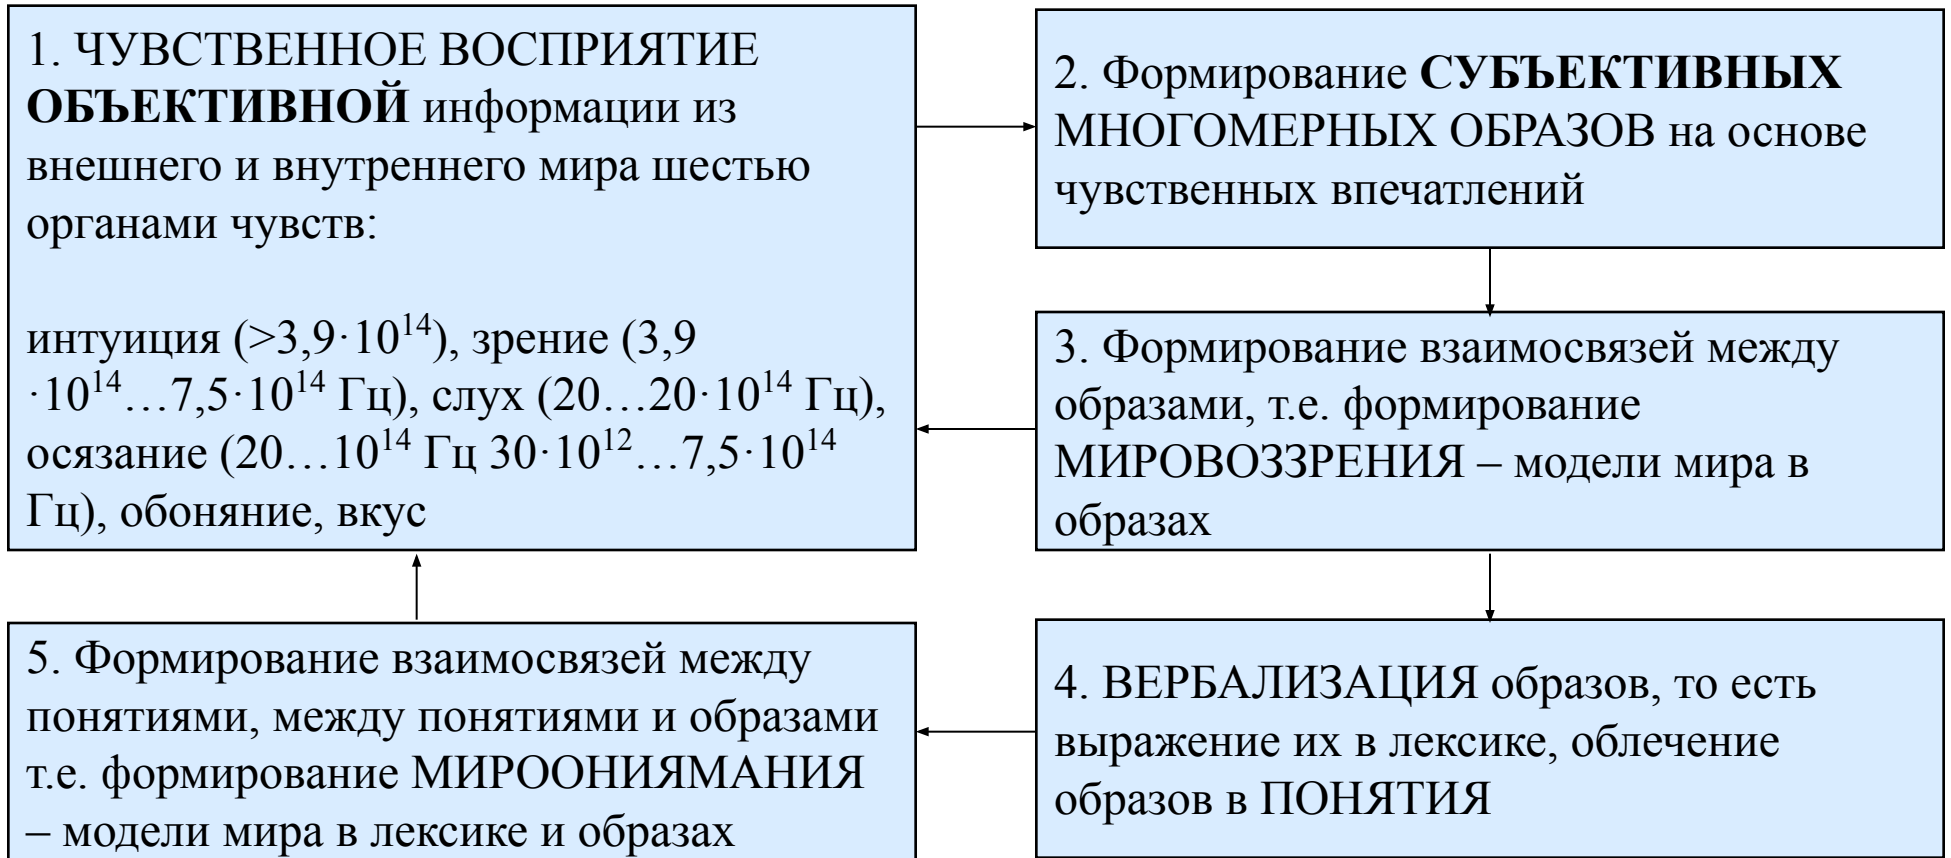 1. ЧУВСТВЕННОЕ ВОСПРИЯТИЕ
ОБЪЕКТИВНОЙ информации из
внешнего и внутреннего мира шестью
органами чувств:
интуиция (>3,9·10¹⁴), зрение (3,9
·10¹⁴…7,5·10¹⁴ Гц), слух (20…20·10¹⁴ Гц),
осязание (20…10¹⁴ Гц 30·10¹²…7,5·10¹⁴
Гц), обоняние, вкус
2. Формирование СУБЪЕКТИВНЫХ
МНОГОМЕРНЫХ ОБРАЗОВ на основе
чувственных впечатлений
3. Формирование взаимосвязей между
образами, т.е. формирование
МИРОВОЗЗРЕНИЯ – модели мира в
образах
4. ВЕРБАЛИЗАЦИЯ образов, то есть
выражение их в лексике, облечение
образов в ПОНЯТИЯ
5. Формирование взаимосвязей между
понятиями, между понятиями и образами
т.е. формирование МИРООНИЯМАНИЯ
– модели мира в лексике и образах